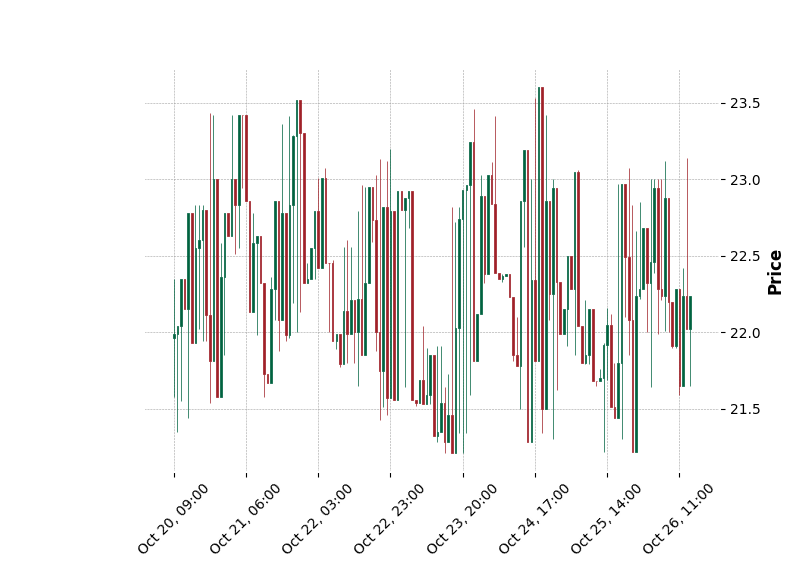 23.5
23.0
22.5
22.0
21.5
Price
Oct 20, 09:00
Oct 21, 06:00
Oct 22, 03:00
Oct 22, 23:00
Oct 23, 20:00
Oct 24, 17:00
Oct 25, 14:00
Oct 26, 11:00